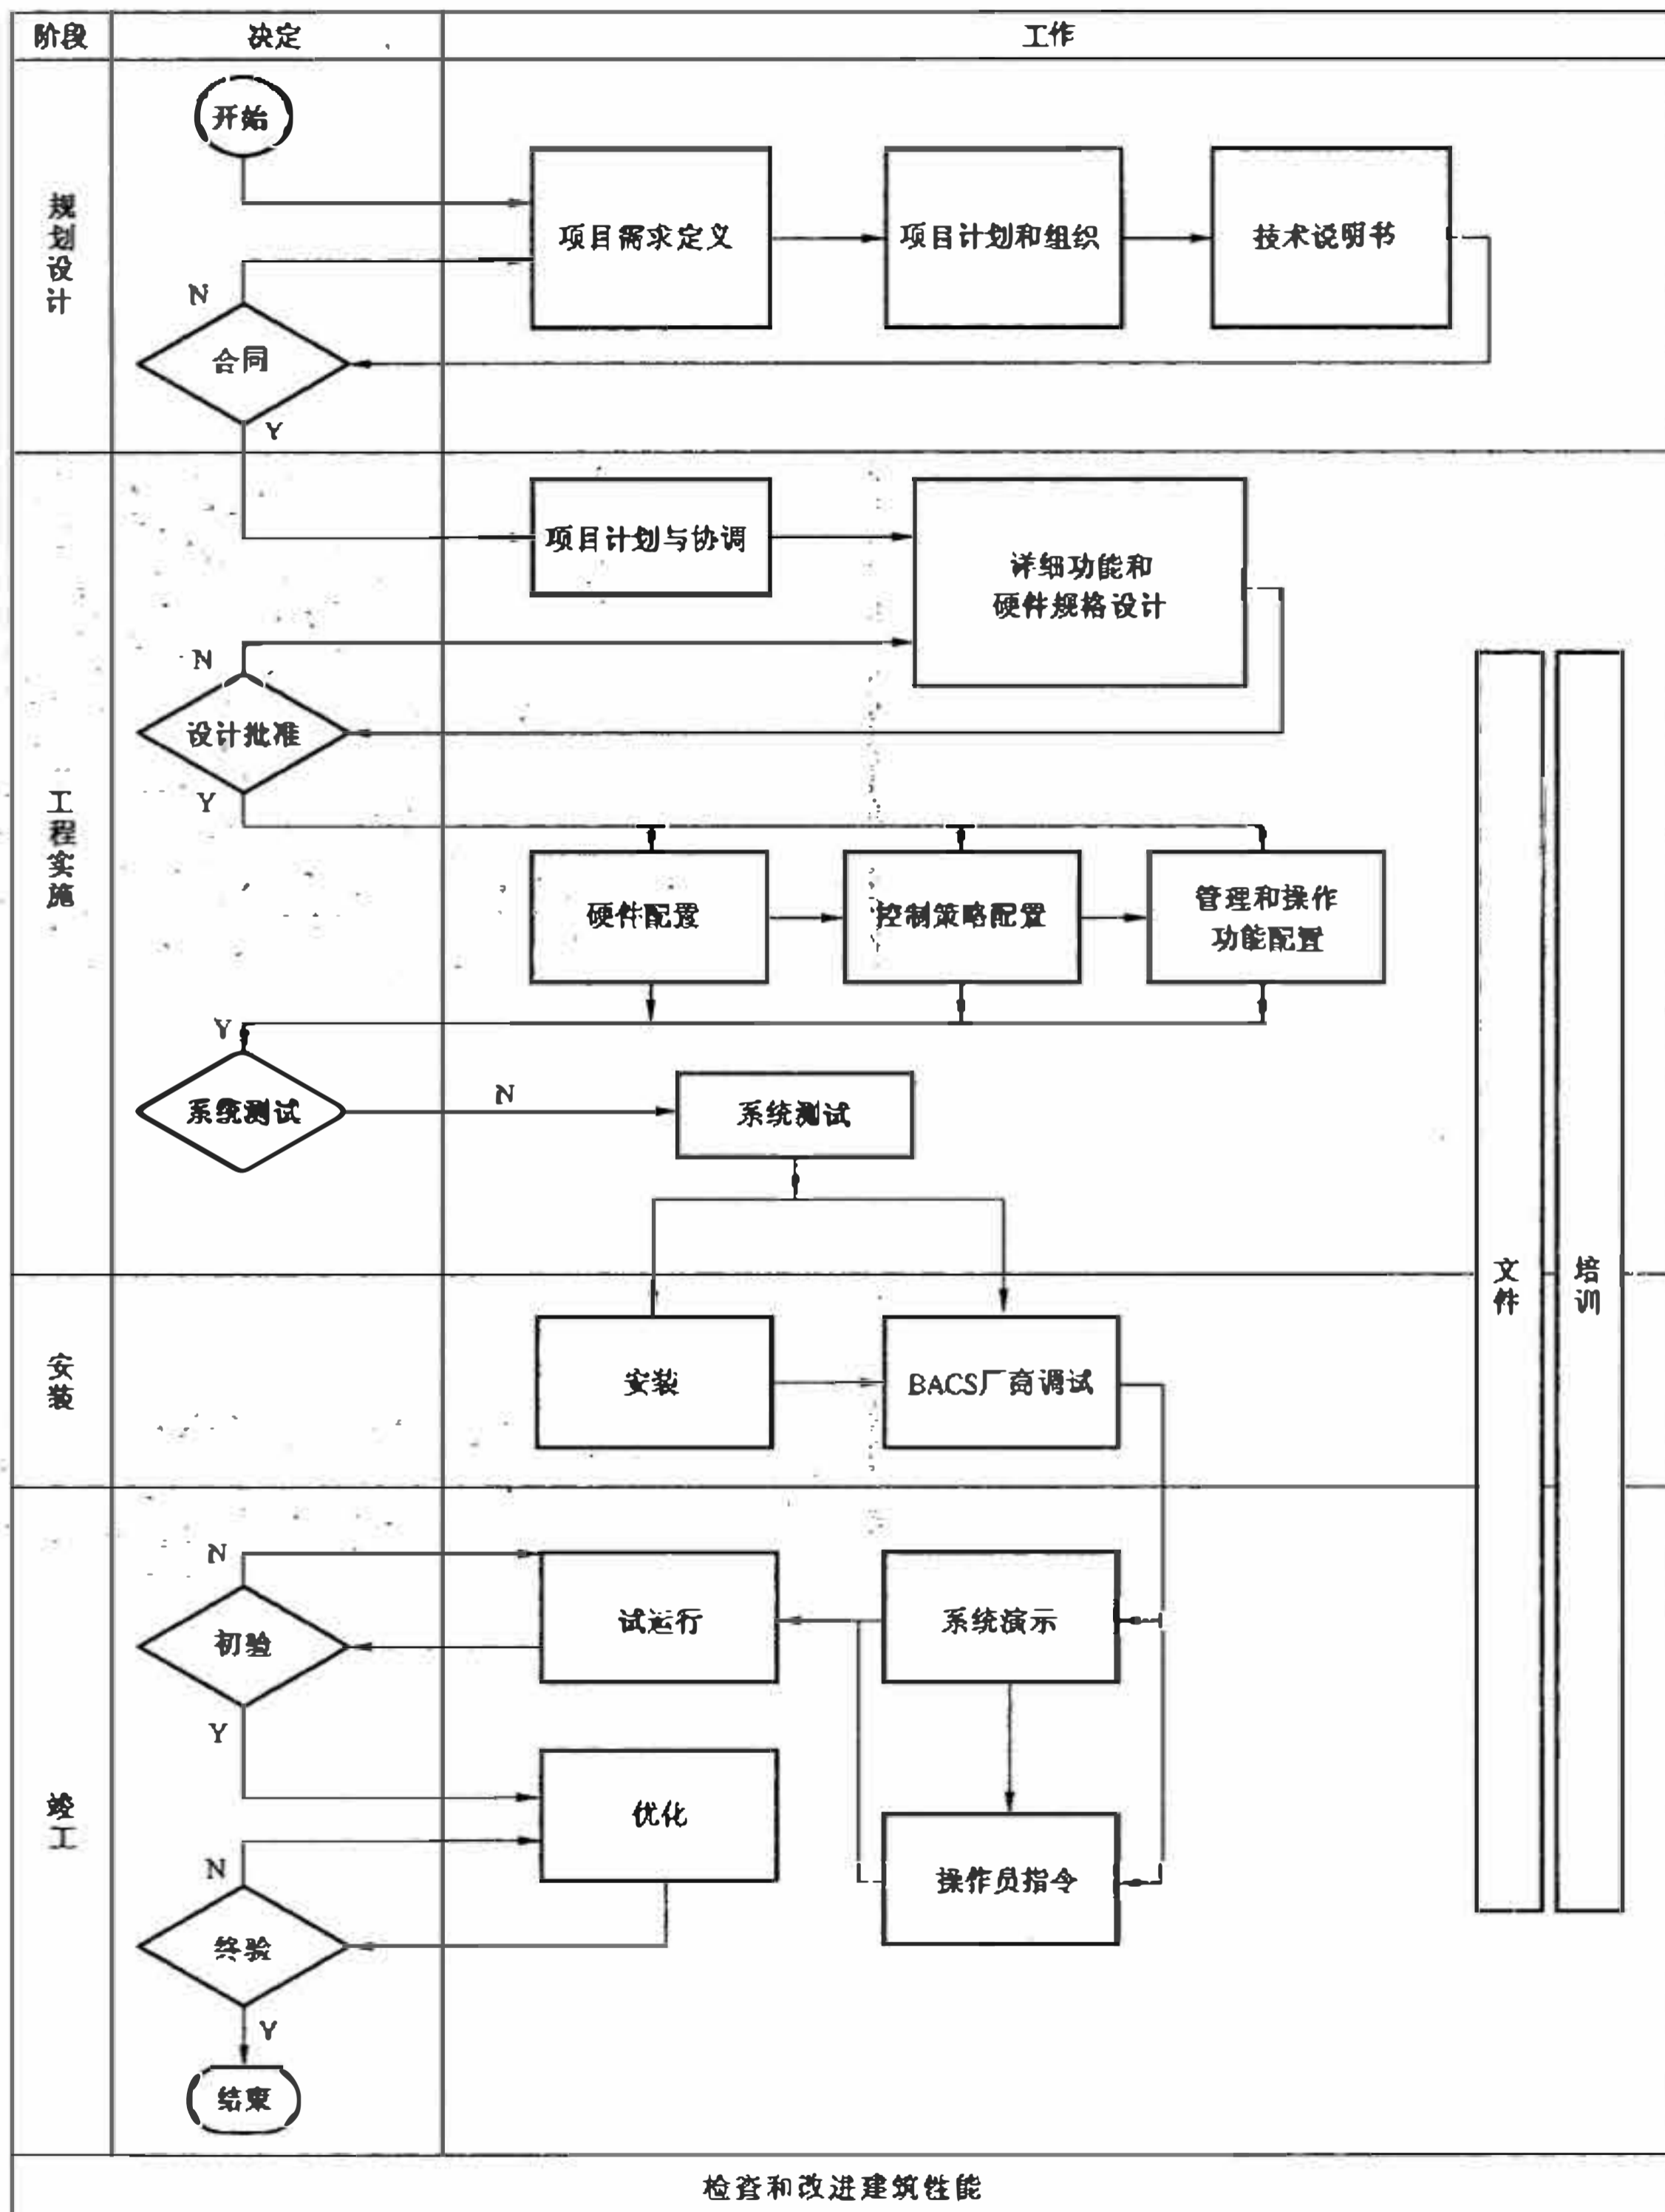 阶段
决定
工作
规划设计
开始
项目需求定义
项目计划和组织
技术说明书
N
合同
Y
工程实施
项目计划与协调
详细功能和
硬件规格设计
N
设计批准
Y
硬件配置
控制策略配置
管理和操作
功能配置
Y
系统测试
N
系统测试
文件
培训
安装
安装
BACS厂商调试
竣工
N
初验
试运行
系统演示
Y
优化
N
操作员指令
终验
Y
结束
检查和改进建筑性能